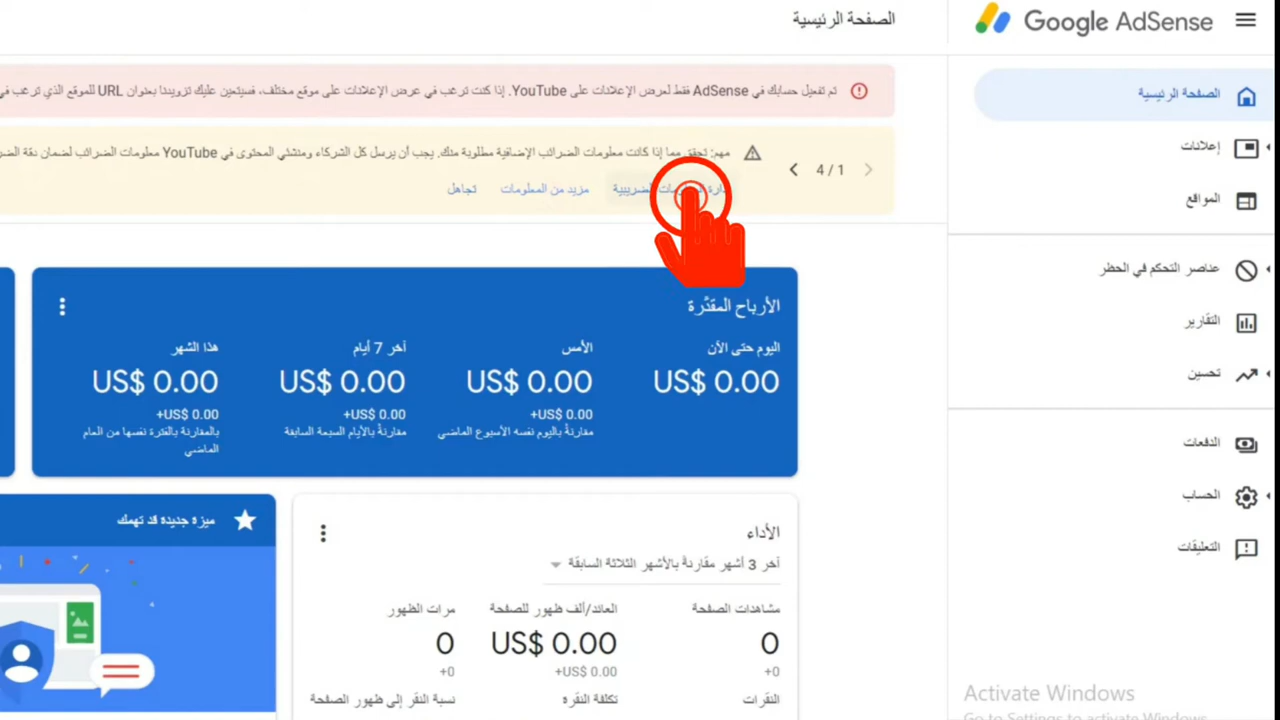 Google AdSense
الصفحة الرئيسية
الصفحة الرئيسية
إعلانات
المواقع
عناصر التحكم في الحظر
التقارير
تحسين
الدفعات
الحساب
التعليقات
تم تفعيل حسابك في AdSense فقط لعرض الإعلانات على YouTube. إذا كنت ترغب في عرض الإعلانات على موقع مختلف، فسيتعين عليك تزويدنا بعنوان URL للموقع الذي ترغب في
مهم: تحقق مما إذا كانت معلومات الضرائب الإضافية مطلوبة منك. يجب أن يرسل كل الشركاء ومنشئي المحتوى في YouTube معلومات الضرائب لضمان دقة
4 / 1
الضريبية مزيد من المعلومات تجاهل
الأرباح المقدَّرة
اليوم حتى الآن الأمس آخر 7 أيام هذا الشهر
US$ 0.00 US$ 0.00 US$ 0.00 US$ 0.00
+US$ 0.00 +US$ 0.00 +US$ 0.00
مقارنةً باليوم نفسه الأسبوع الماضي مقارنةً بالأيام السبعة السابقة بالمقارنة بالفترة نفسها من العام
الماضي
الأداء
آخر 3 أشهر مقارنةً بالأشهر الثلاثة السابقة
مشاهدات الصفحة العائد/ألف ظهور للصفحة مرات الظهور
0 US$ 0.00 0
+0 +US$ 0.00 +0
النقرات تكلفة النقرة نسبة النقر إلى ظهور الصفحة
ميزة جديدة قد تهمك
Activate Windows
Go to Settings to activate Windows